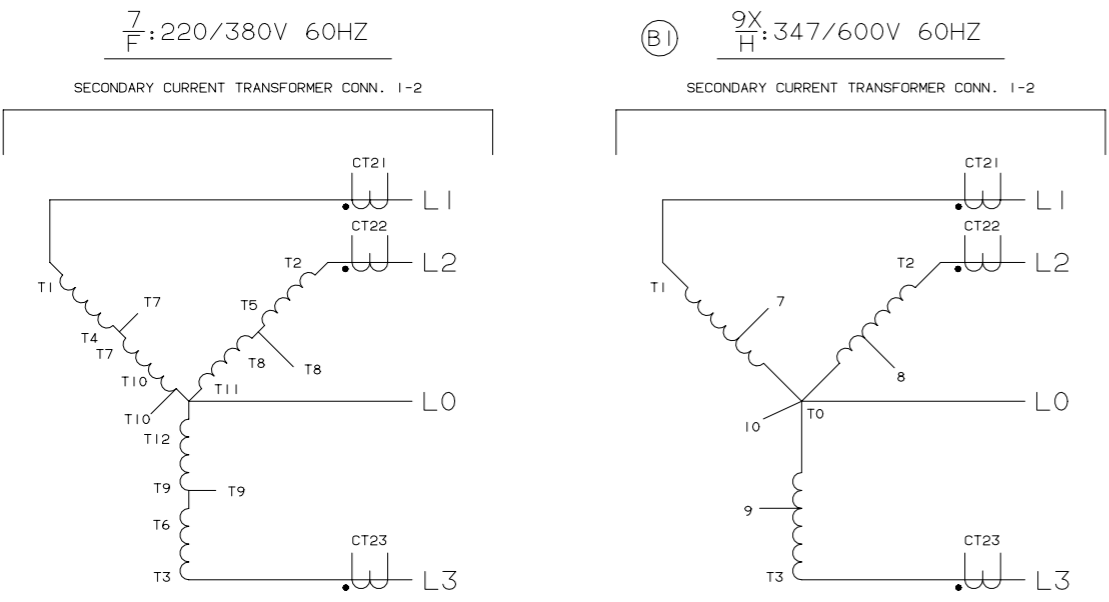 7/F:220/380V 60HZ
SECONDARY CURRENT TRANSFORMER CONN. 1-2
CT21
L1
CT22
T2
L2
T1
T7
T5
T4
T7
T8
T8
T10
T11
T10
L0
T12
T9
T9
T6
CT23
T3
L3
B1
9X/H:347/600V 60HZ
SECONDARY CURRENT TRANSFORMER CONN. 1-2
CT21
L1
CT22
T2
L2
T1
7
8
L0
10
T0
9
CT23
T3
L3